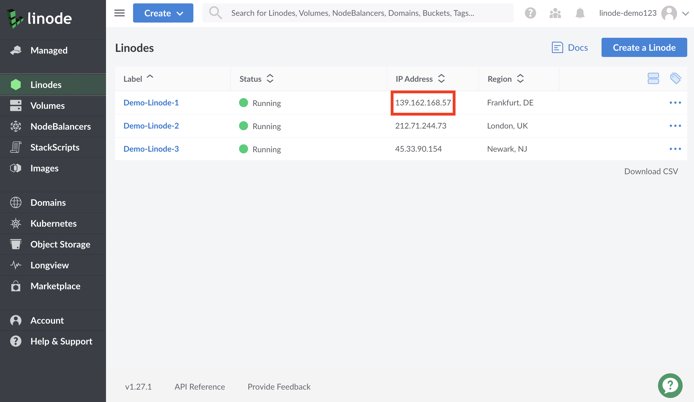 linode
Create
Search for Linodes, Volumes, NodeBalancers, Domains, Buckets, Tags...
linode-demo123
Managed
Linodes
Volumes
NodeBalancers
StackScripts
Images
Domains
Kubernetes
Object Storage
Longview
Marketplace
Account
Help & Support
Linodes
Docs
Create a Linode
Label Status IP Address Region
Demo-Linode-1 Running 139.162.168.57 Frankfurt, DE
Demo-Linode-2 Running 212.71.244.73 London, UK
Demo-Linode-3 Running 45.33.90.154 Newark, NJ
Download CSV
v1.27.1 API Reference Provide Feedback